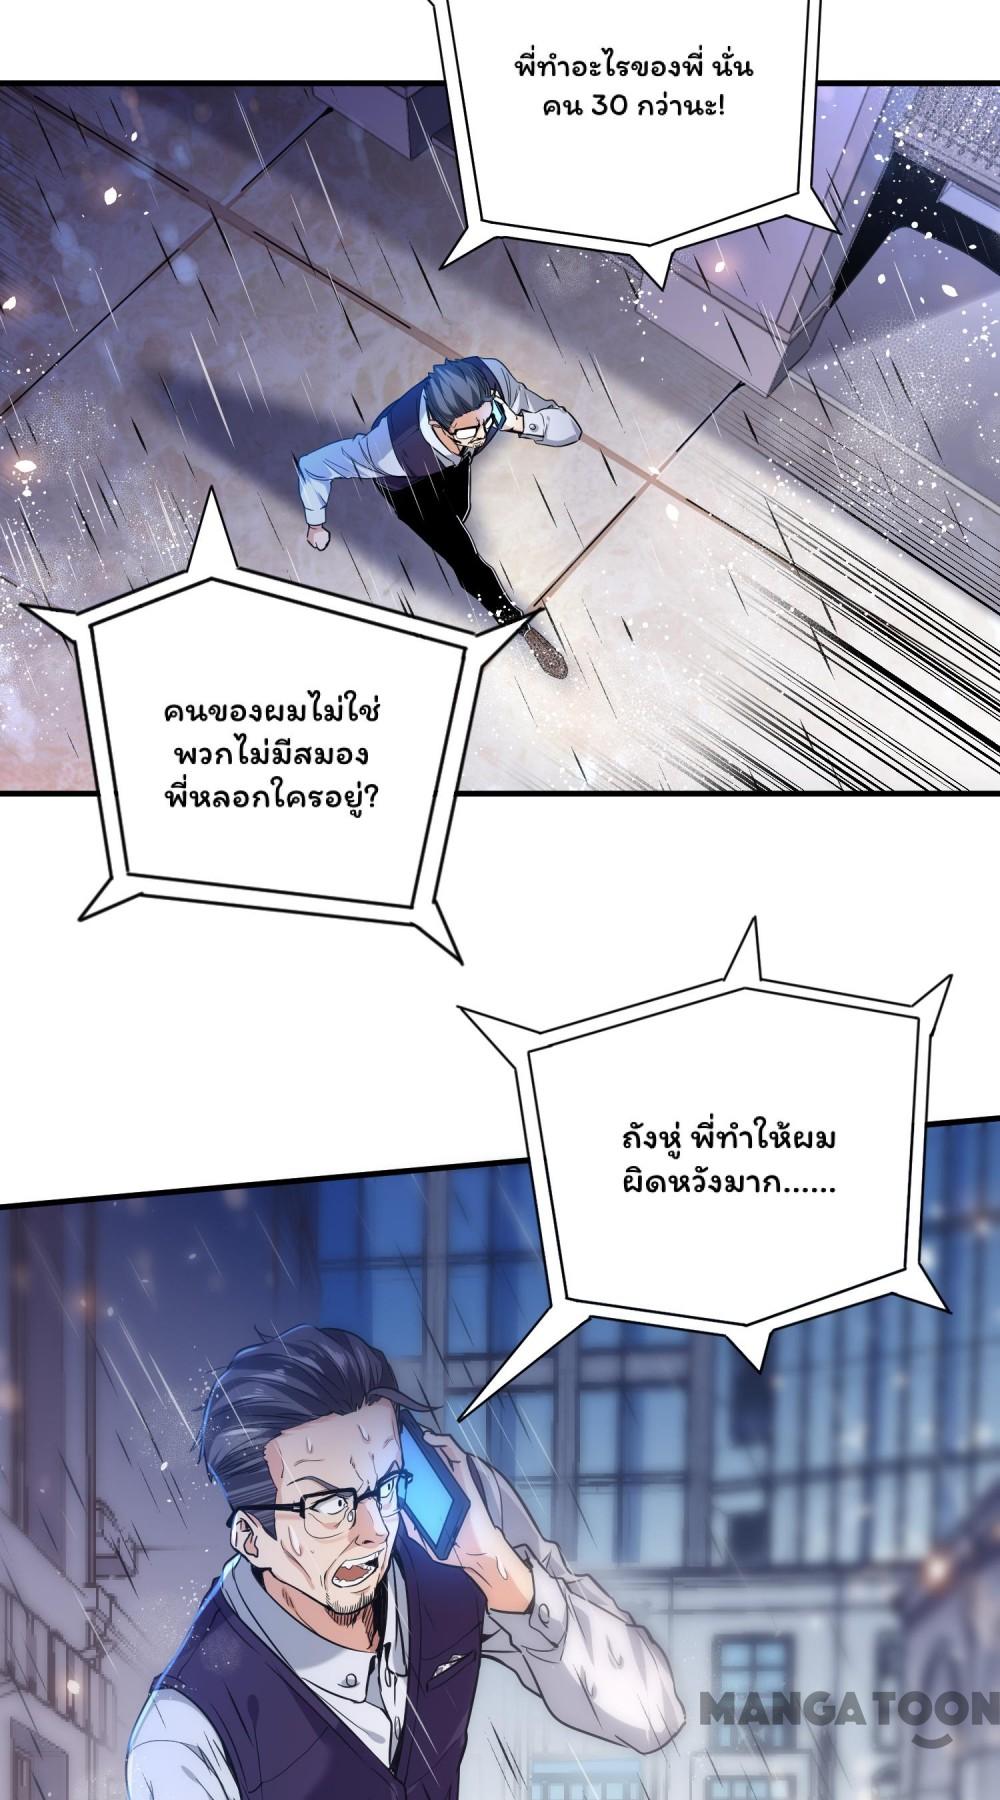 พี่ทำอะไรของพี่ นั่น
คน 30 กว่านะ!
คนของผมไม่ใช่
พวกไม่มีสมอง
พี่หลอกใครอยู่?
ถังหู่ พี่ทำให้ผม
ผิดหวังมาก......
MANGATOON